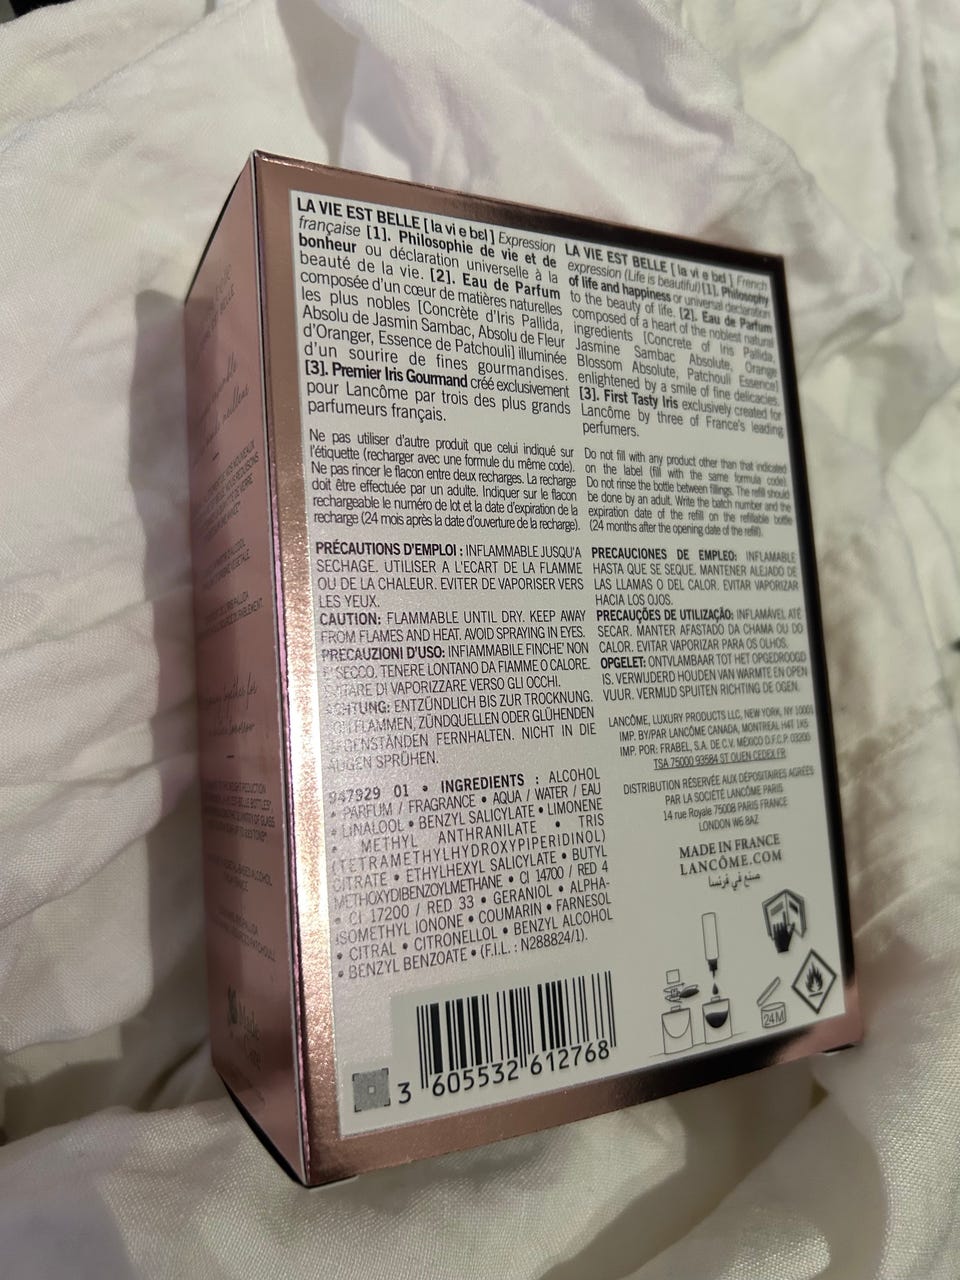 LA VIE EST BELLE [ la vi ɛ bɛl ] Expression
française [1]. Philosophie de vie et de
bonheur ou déclaration universelle à la
beauté de la vie. [2]. Eau de Parfum
composée d'un cœur de matières naturelles
les plus nobles [Concrète d'Iris Pallida,
Absolu de Jasmin Sambac, Absolu de Fleur
d'Oranger, Essence de Patchouli] illuminée
d'un sourire de fines gourmandises.
[3]. Premier Iris Gourmand créé exclusivement
pour Lancôme par trois des plus grands
parfumeurs français.
LA VIE EST BELLE [ la vi ɛ bɛl ] French
expression (Life is beautiful) [1]. Philosophy
of life and happiness or universal declaration
to the beauty of life. [2]. Eau de Parfum
composed of a heart of the noblest natural
ingredients [Concrete of Iris Pallida,
Jasmine Sambac Absolute, Orange
Blossom Absolute, Patchouli Essence]
enlightened by a smile of fine delicacies.
[3]. First Tasty Iris exclusively created for
Lancôme by three of France's leading
perfumers.
Ne pas utiliser d'autre produit que celui indiqué sur
l'étiquette (recharger avec une formule du même code).
Ne pas rincer le flacon entre deux recharges. La recharge
doit être effectuée par un adulte. Indiquer sur le flacon
rechargeable le numéro de lot et la date d'expiration de la
recharge (24 mois après la date d'ouverture de la recharge).
Do not fill with any product other than that indicated
on the label (fill with the same formula code).
Do not rinse the bottle between fillings. The refill should
be done by an adult. Write the batch number and the
expiration date of the refill on the refillable bottle
(24 months after the opening date of the refill).
PRÉCAUTIONS D'EMPLOI : INFLAMMABLE JUSQU'A
SECHAGE. UTILISER A L'ECART DE LA FLAMME
OU DE LA CHALEUR. EVITER DE VAPORISER VERS
LES YEUX.
CAUTION: FLAMMABLE UNTIL DRY. KEEP AWAY
FROM FLAMES AND HEAT. AVOID SPRAYING IN EYES.
PRECAUZIONI D'USO: INFIAMMABILE FINCHE' NON
E' SECCO. TENERE LONTANO DA FIAMME O CALORE.
EVITARE DI VAPORIZZARE VERSO GLI OCCHI.
ACHTUNG: ENTZÜNDLICH BIS ZUR TROCKNUNG.
VON FLAMMEN, ZÜNDQUELLEN ODER GLÜHENDEN
GEGENSTÄNDEN FERNHALTEN. NICHT IN DIE
AUGEN SPRÜHEN.
PRECAUCIONES DE EMPLEO: INFLAMABLE
HASTA QUE SE SEQUE. MANTENER ALEJADO DE
LAS LLAMAS O DEL CALOR. EVITAR VAPORIZAR
HACIA LOS OJOS.
PRECAUÇÕES DE UTILIZAÇÃO: INFLAMÁVEL ATÉ
SECAR. MANTER AFASTADO DA CHAMA OU DO
CALOR. EVITAR VAPORIZAR PARA OS OLHOS.
OPGELET: ONTVLAMBAAR TOT HET OPGEDROOGD
IS. VERWIJDERD HOUDEN VAN WARMTE EN OPEN
VUUR. VERMIJD SPUITEN RICHTING DE OGEN.
947929 01 • INGREDIENTS : ALCOHOL
• PARFUM / FRAGRANCE • AQUA / WATER / EAU
• LINALOOL • BENZYL SALICYLATE • LIMONENE
• METHYL ANTHRANILATE • TRIS
(TETRAMETHYLHYDROXYPIPERIDINOL)
CITRATE • ETHYLHEXYL SALICYLATE • BUTYL
METHOXYDIBENZOYLMETHANE • CI 14700 / RED 4
• CI 17200 / RED 33 • GERANIOL • ALPHA-
ISOMETHYL IONONE • COUMARIN • FARNESOL
• CITRAL • CITRONELLOL • BENZYL ALCOHOL
• BENZYL BENZOATE • (F.I.L. : N288824/1).
LANCÔME, LUXURY PRODUCTS LLC, NEW YORK, NY 10001
IMP. BY/PAR LANCÔME CANADA, MONTREAL H4T 1K5
IMP. POR: FRABEL, S.A. DE C.V. MÉXICO D.F.C.P. 03200
TSA 75000 93584 ST OUEN CEDEX.FR
DISTRIBUTION RÉSERVÉE AUX DÉPOSITAIRES AGRÉÉS
PAR LA SOCIÉTÉ LANCÔME PARIS
14 rue Royale 75008 PARIS FRANCE
LONDON W6 8AZ
MADE IN FRANCE
LANCÔME.COM
صنع في فرنسا
24M
3 605532 612768